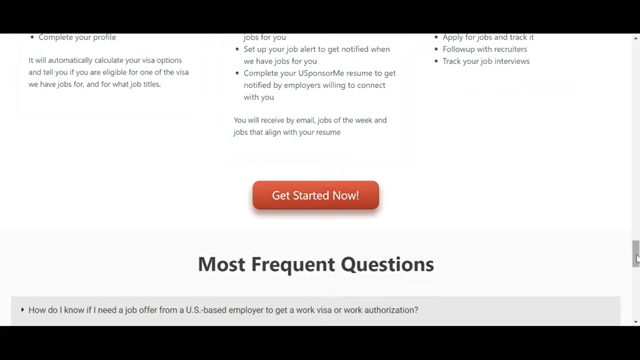 Complete your profile
It will automatically calculate your visa options
and tell you if you are eligible for one of the visa
we have jobs for, and for what job titles.
jobs for you
Set up your job alert to get notified when
we have jobs for you
Complete your USponsorMe resume to get
notified by employers willing to connect
with you
You will receive by email, jobs of the week and
jobs that align with your resume
Apply for jobs and track it
Followup with recruiters
Track your job interviews
Get Started Now!
Most Frequent Questions
How do I know if I need a job offer from a U.S.-based employer to get a work visa or work authorization?